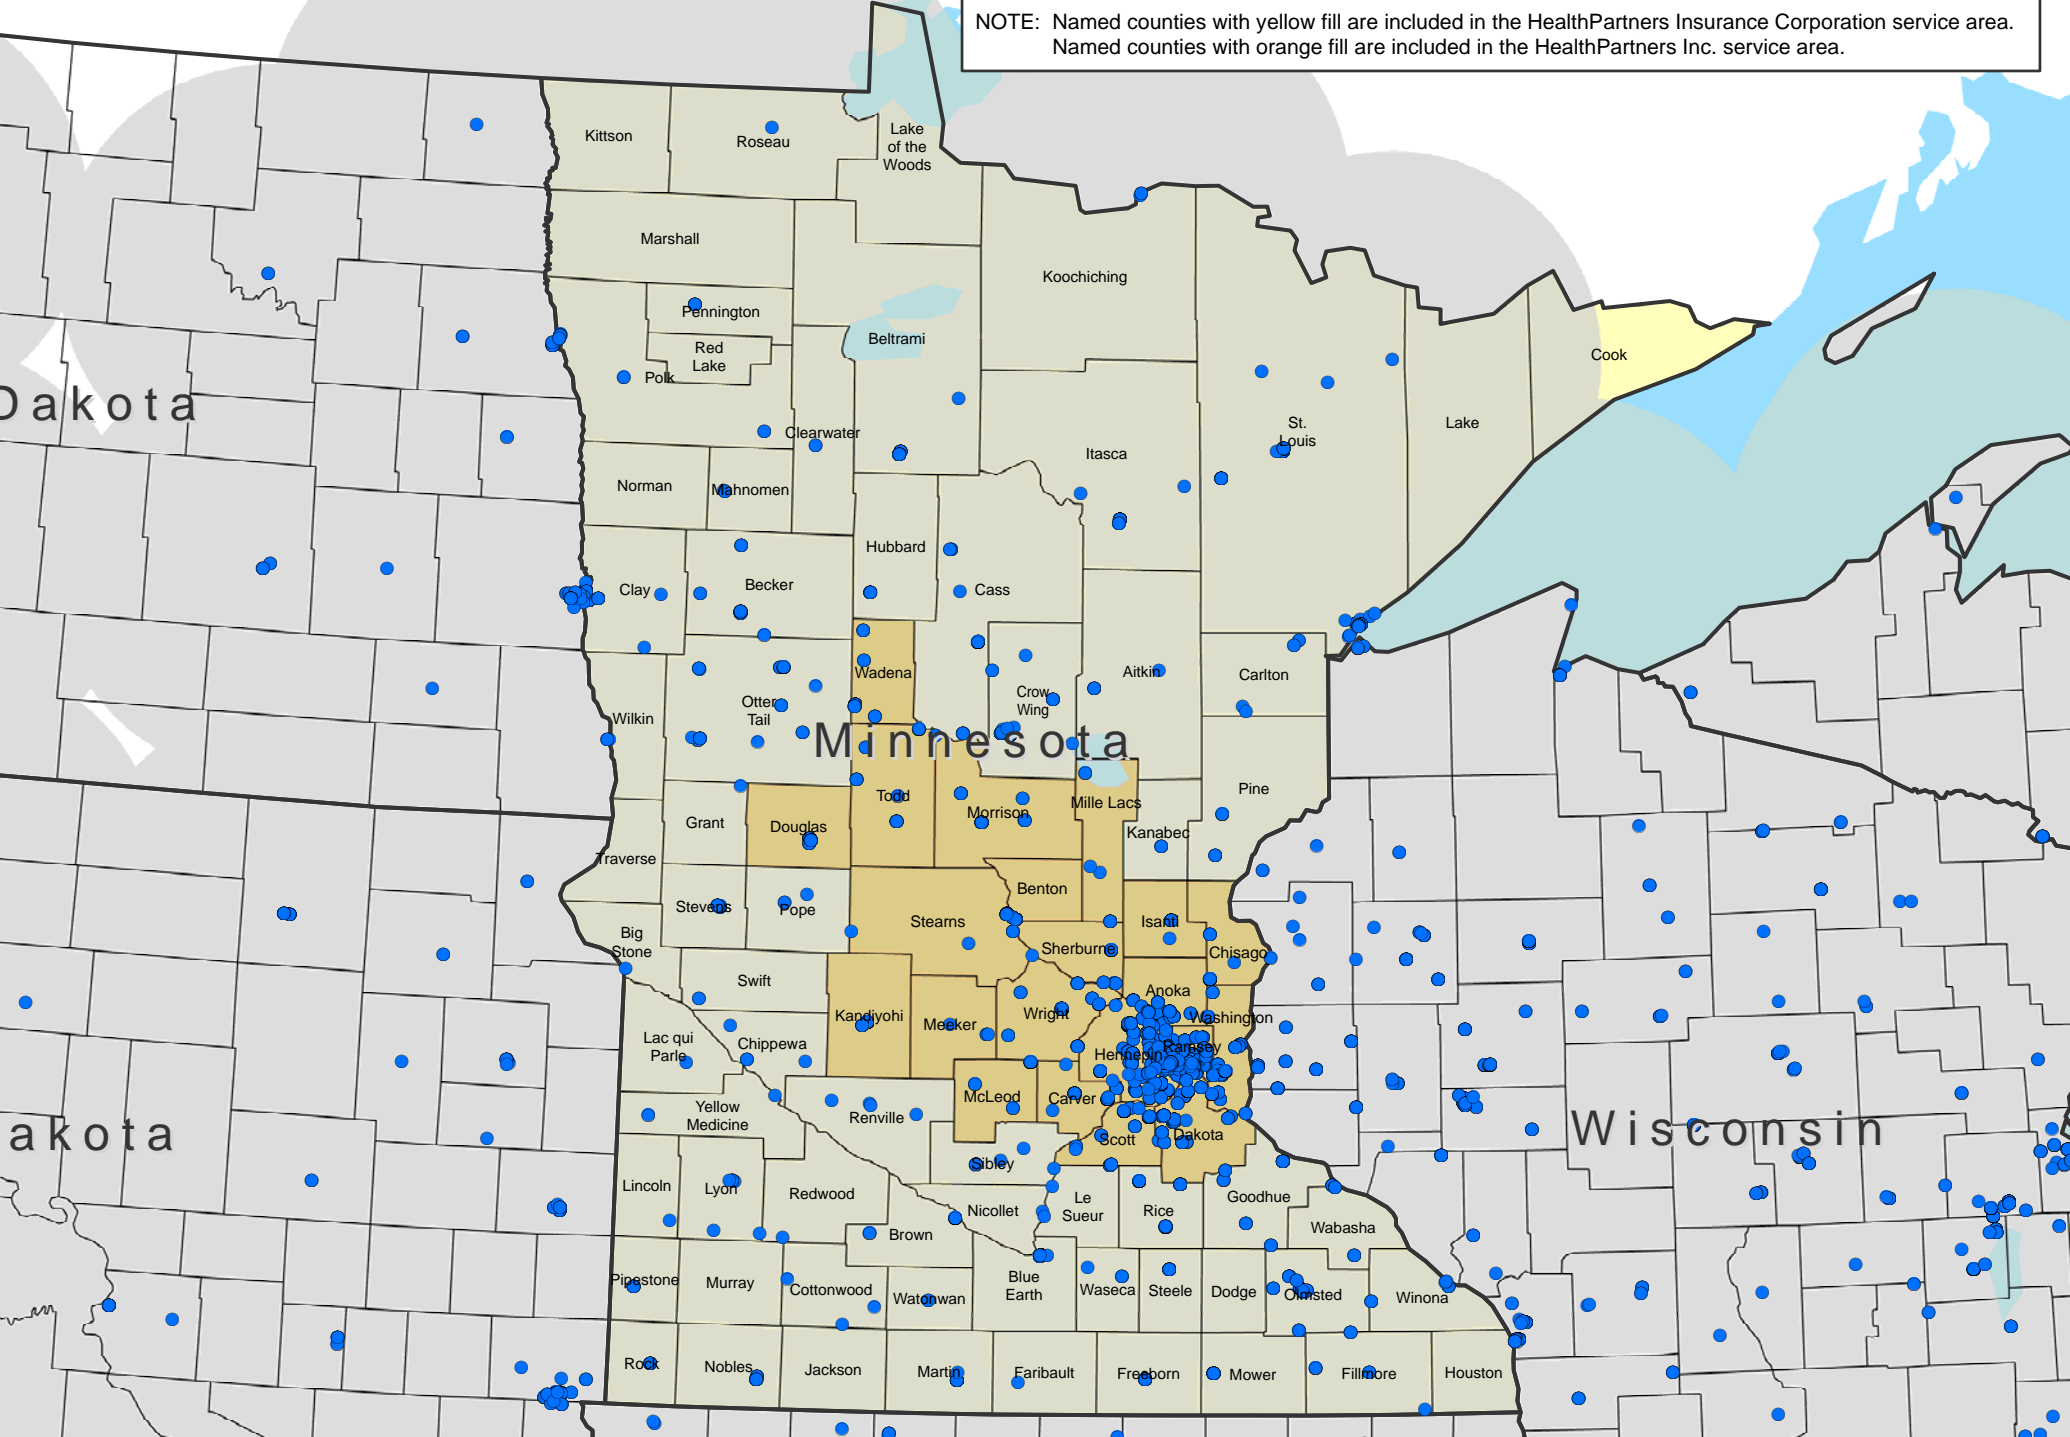 NOTE: Named counties with yellow fill are included in the HealthPartners Insurance Corporation service area.
Named counties with orange fill are included in the HealthPartners Inc. service area.
Kittson
Roseau
Lake
of the
Woods
Marshall
Koochiching
Pennington
Beltrami
Red
Lake
Cook
Polk
Dakota
Clearwater
St.
Louis
Lake
Itasca
Norman
Mahnomen
Hubbard
Clay
Becker
Cass
Wadena
Aitkin
Carlton
Crow
Wing
Otter
Tail
Wilkin
Minnesota
Pine
Todd
Mille Lacs
Morrison
Grant
Douglas
Kanabec
Traverse
Benton
Stevens
Pope
Stearns
Isanti
Big
Stone
Sherburne
Chisago
Swift
Anoka
Kandiyohi
Meeker
Wright
Washington
Lac qui
Parle
Chippewa
Ramsey
Hennepin
McLeod
Carver
Yellow
Medicine
Renville
akota
Wisconsin
Scott
Dakota
Sibley
Lincoln
Lyon
Redwood
Le
Sueur
Goodhue
Nicollet
Rice
Wabasha
Brown
Pipestone
Murray
Cottonwood
Watonwan
Blue
Earth
Waseca
Steele
Dodge
Olmsted
Winona
Rock
Nobles
Jackson
Martin
Faribault
Freeborn
Mower
Fillmore
Houston